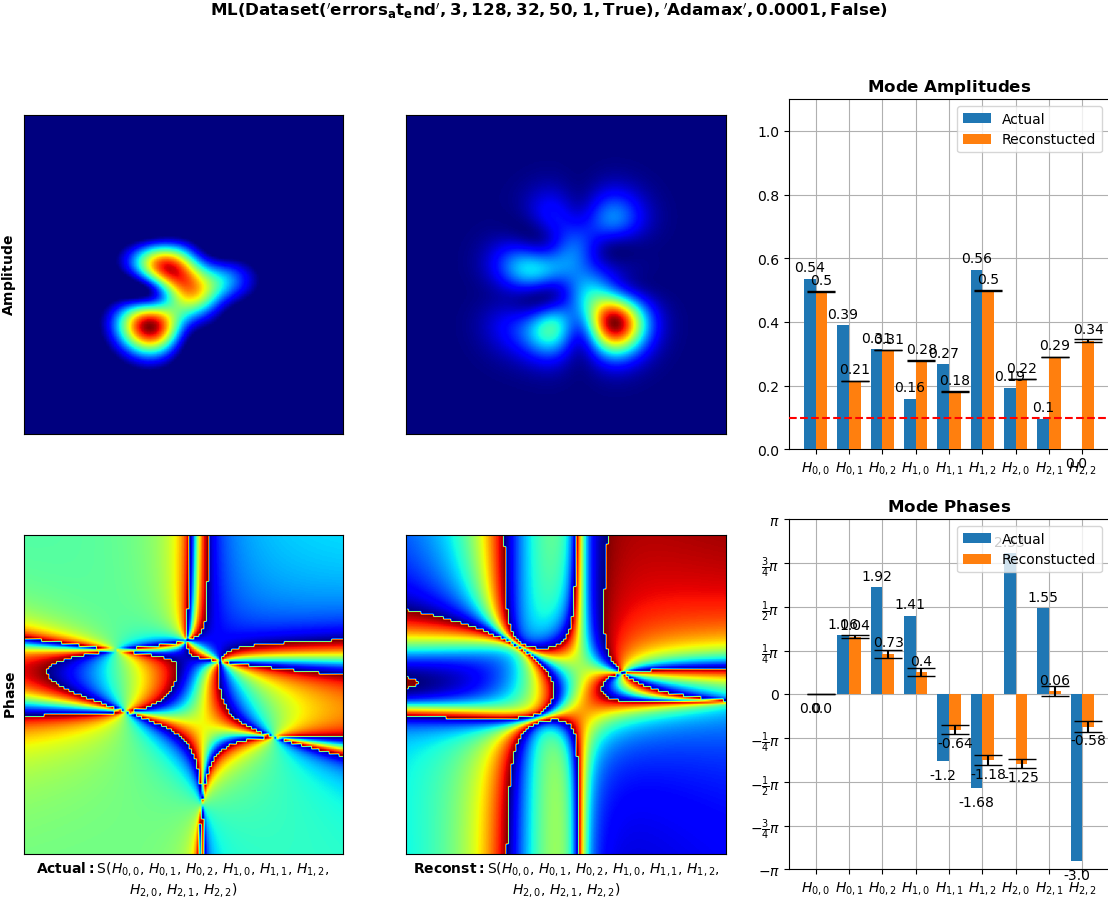 ML(Dataset('errors_at_end', 3, 128, 32, 50, 1, True), 'Adamax', 0.0001, False)
Amplitude
Mode Amplitudes
Actual
Reconstucted
1.0
0.8
0.6
0.4
0.2
0.0
0.54
0.5
0.39
0.21
0.31
0.31
0.16
0.28
0.27
0.18
0.56
0.5
0.19
0.22
0.1
0.29
0.0
0.34
H0,0 H0,1 H0,2 H1,0 H1,1 H1,2 H2,0 H2,1 H2,2
Phase
Mode Phases
Actual
Reconstucted
π
3/4π
1/2π
1/4π
0
−1/4π
−1/2π
−3/4π
−π
0.0
0.0
1.04
1.92
0.73
1.41
0.4
-1.2
-0.64
-1.68
-1.18
-1.25
1.55
0.06
-3.0
-0.58
H0,0 H0,1 H0,2 H1,0 H1,1 H1,2 H2,0 H2,1 H2,2
Actual: S(H0,0, H0,1, H0,2, H1,0, H1,1, H1,2,
H2,0, H2,1, H2,2)
Reconst: S(H0,0, H0,1, H0,2, H1,0, H1,1, H1,2,
H2,0, H2,1, H2,2)